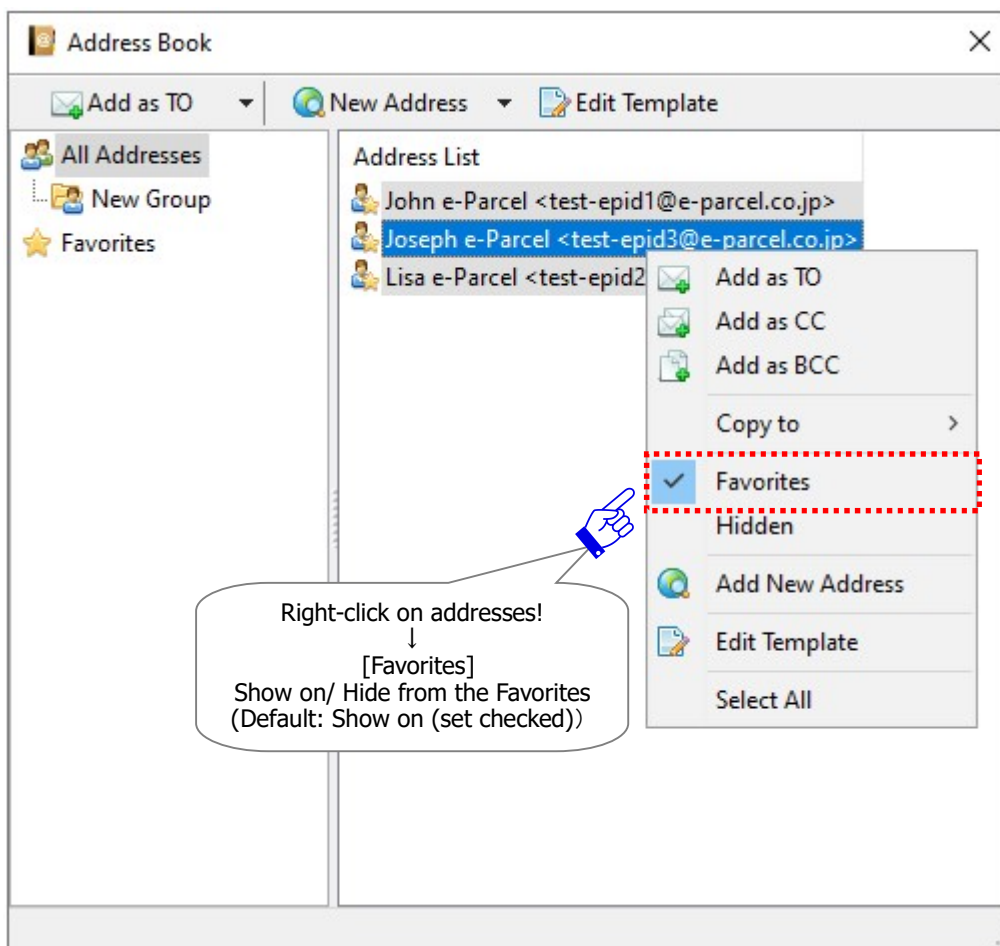 Address Book
Add as TO
New Address
Edit Template
All Addresses
New Group
Favorites
Address List
John e-Parcel <test-epid1@e-parcel.co.jp>
Joseph e-Parcel <test-epid3@e-parcel.co.jp>
Lisa e-Parcel <test-epid2
Add as TO
Add as CC
Add as BCC
Copy to
Favorites
Hidden
Add New Address
Edit Template
Select All
Right-click on addresses!
↓
[Favorites]
Show on/ Hide from the Favorites
(Default: Show on (set checked)）